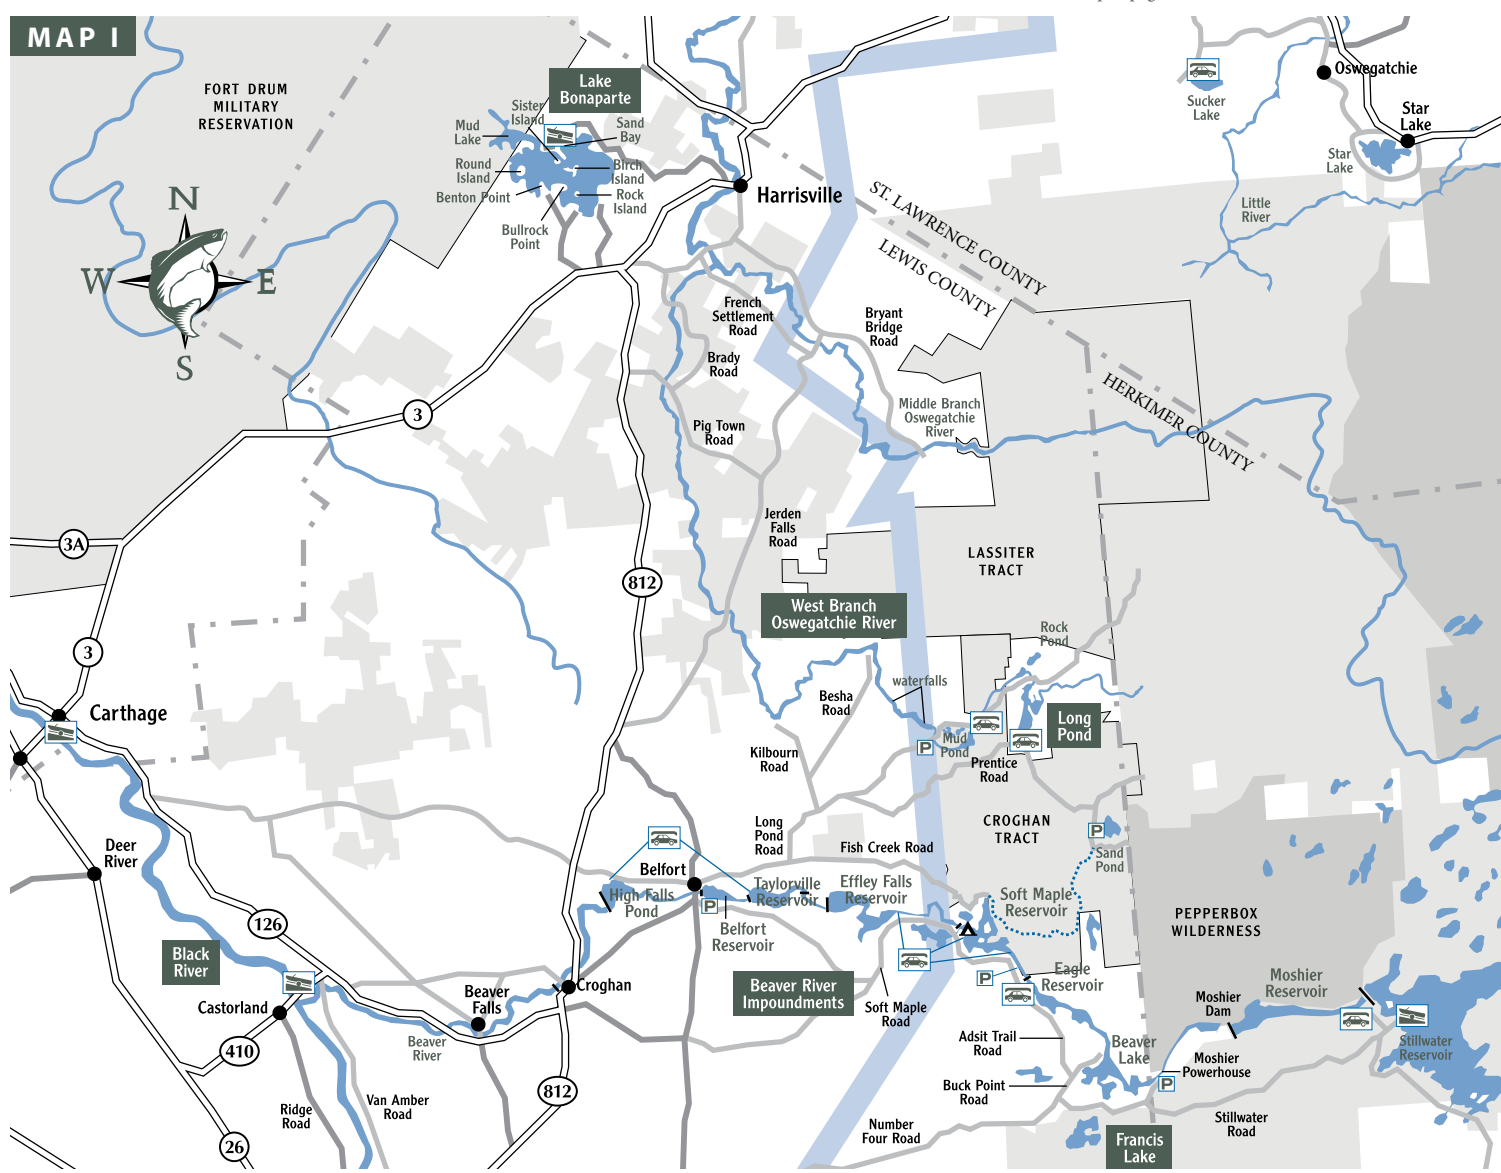 MAP I
FORT DRUM
MILITARY
RESERVATION
N
W
E
S
Lake
Bonaparte
Sister
Island
Sand
Bay
Mud
Lake
Round
Island
Birch
Island
Benton Point
Rock
Island
Bullrock
Point
Harrisville
Sucker
Lake
Oswegatchie
Star
Lake
Star
Lake
Little
River
ST. LAWRENCE COUNTY
LEWIS COUNTY
HERKIMER COUNTY
French
Settlement
Road
Bryant
Bridge
Road
Brady
Road
Middle Branch
Oswegatchie
River
Pig Town
Road
3
3A
812
3
Jerden
Falls
Road
LASSITER
TRACT
West Branch
Oswegatchie River
Rock
Pond
waterfalls
Besha
Road
Carthage
Long
Pond
P
Mud
Pond
Kilbourn
Road
Prentice
Road
Long
Pond
Road
CROGHAN
TRACT
P
Sand
Pond
Deer
River
Fish Creek Road
Belfort
High Falls
Pond
Taylorville
Reservoir
Effley Falls
Reservoir
Soft Maple
Reservoir
P
Belfort
Reservoir
PEPPERBOX
WILDERNESS
126
Black
River
Beaver River
Impoundments
P
Eagle
Reservoir
Moshier
Reservoir
Croghan
Castorland
Beaver
Falls
Soft Maple
Road
Moshier
Dam
Beaver
River
Adsit Trail
Road
Beaver
Lake
Stillwater
Reservoir
410
Moshier
Powerhouse
P
Buck Point
Road
812
Van Amber
Road
Ridge
Road
Number
Four Road
Stillwater
Road
Francis
Lake
26